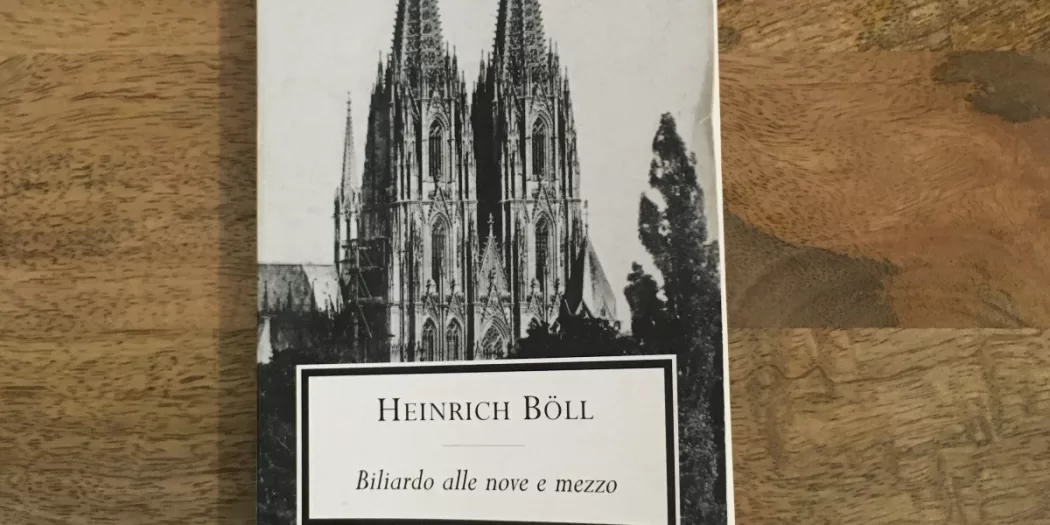 HEINRICH BÖLL
Biliardo alle nove e mezzo